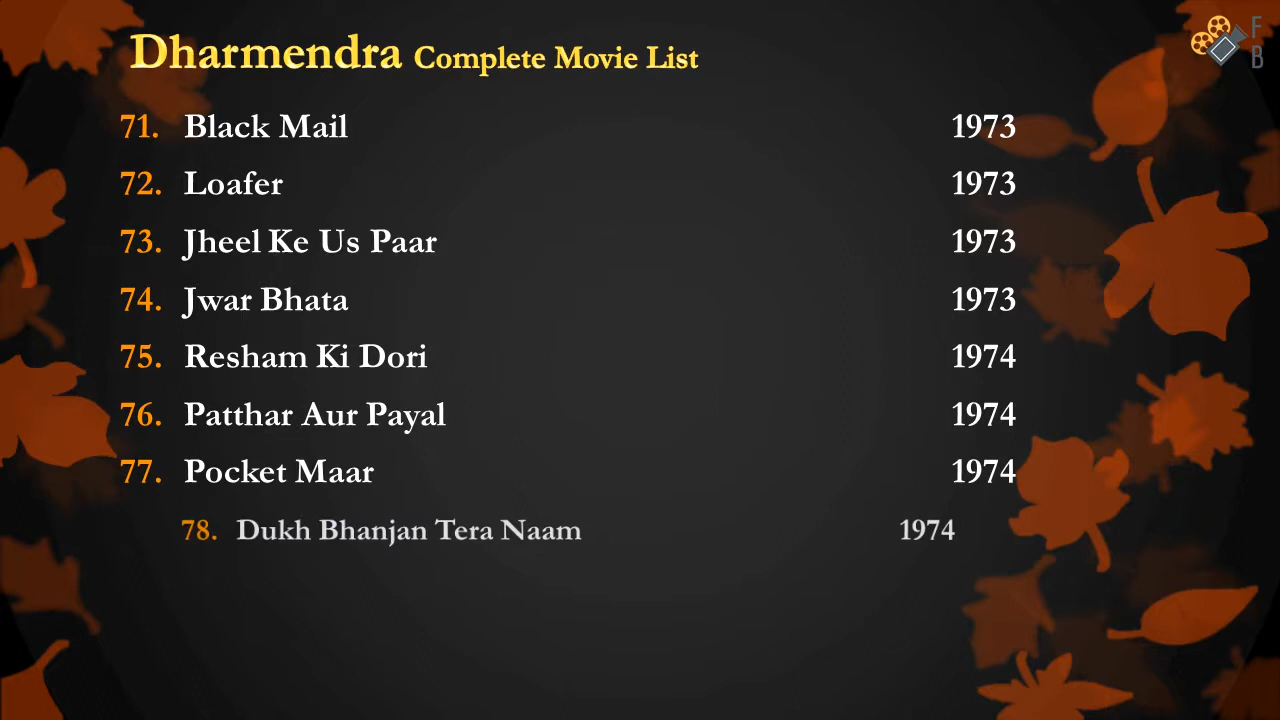 Dharmendra Complete Movie List
F
B
71. Black Mail 1973
72. Loafer 1973
73. Jheel Ke Us Paar 1973
74. Jwar Bhata 1973
75. Resham Ki Dori 1974
76. Patthar Aur Payal 1974
77. Pocket Maar 1974
78. Dukh Bhanjan Tera Naam 1974